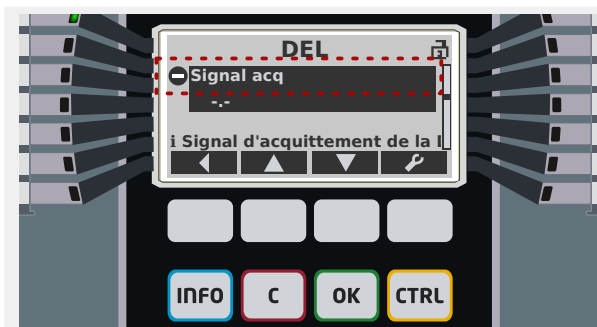 DEL
Signal acq
-.-
i Signal d'acquittement de la
INFO
C
OK
CTRL